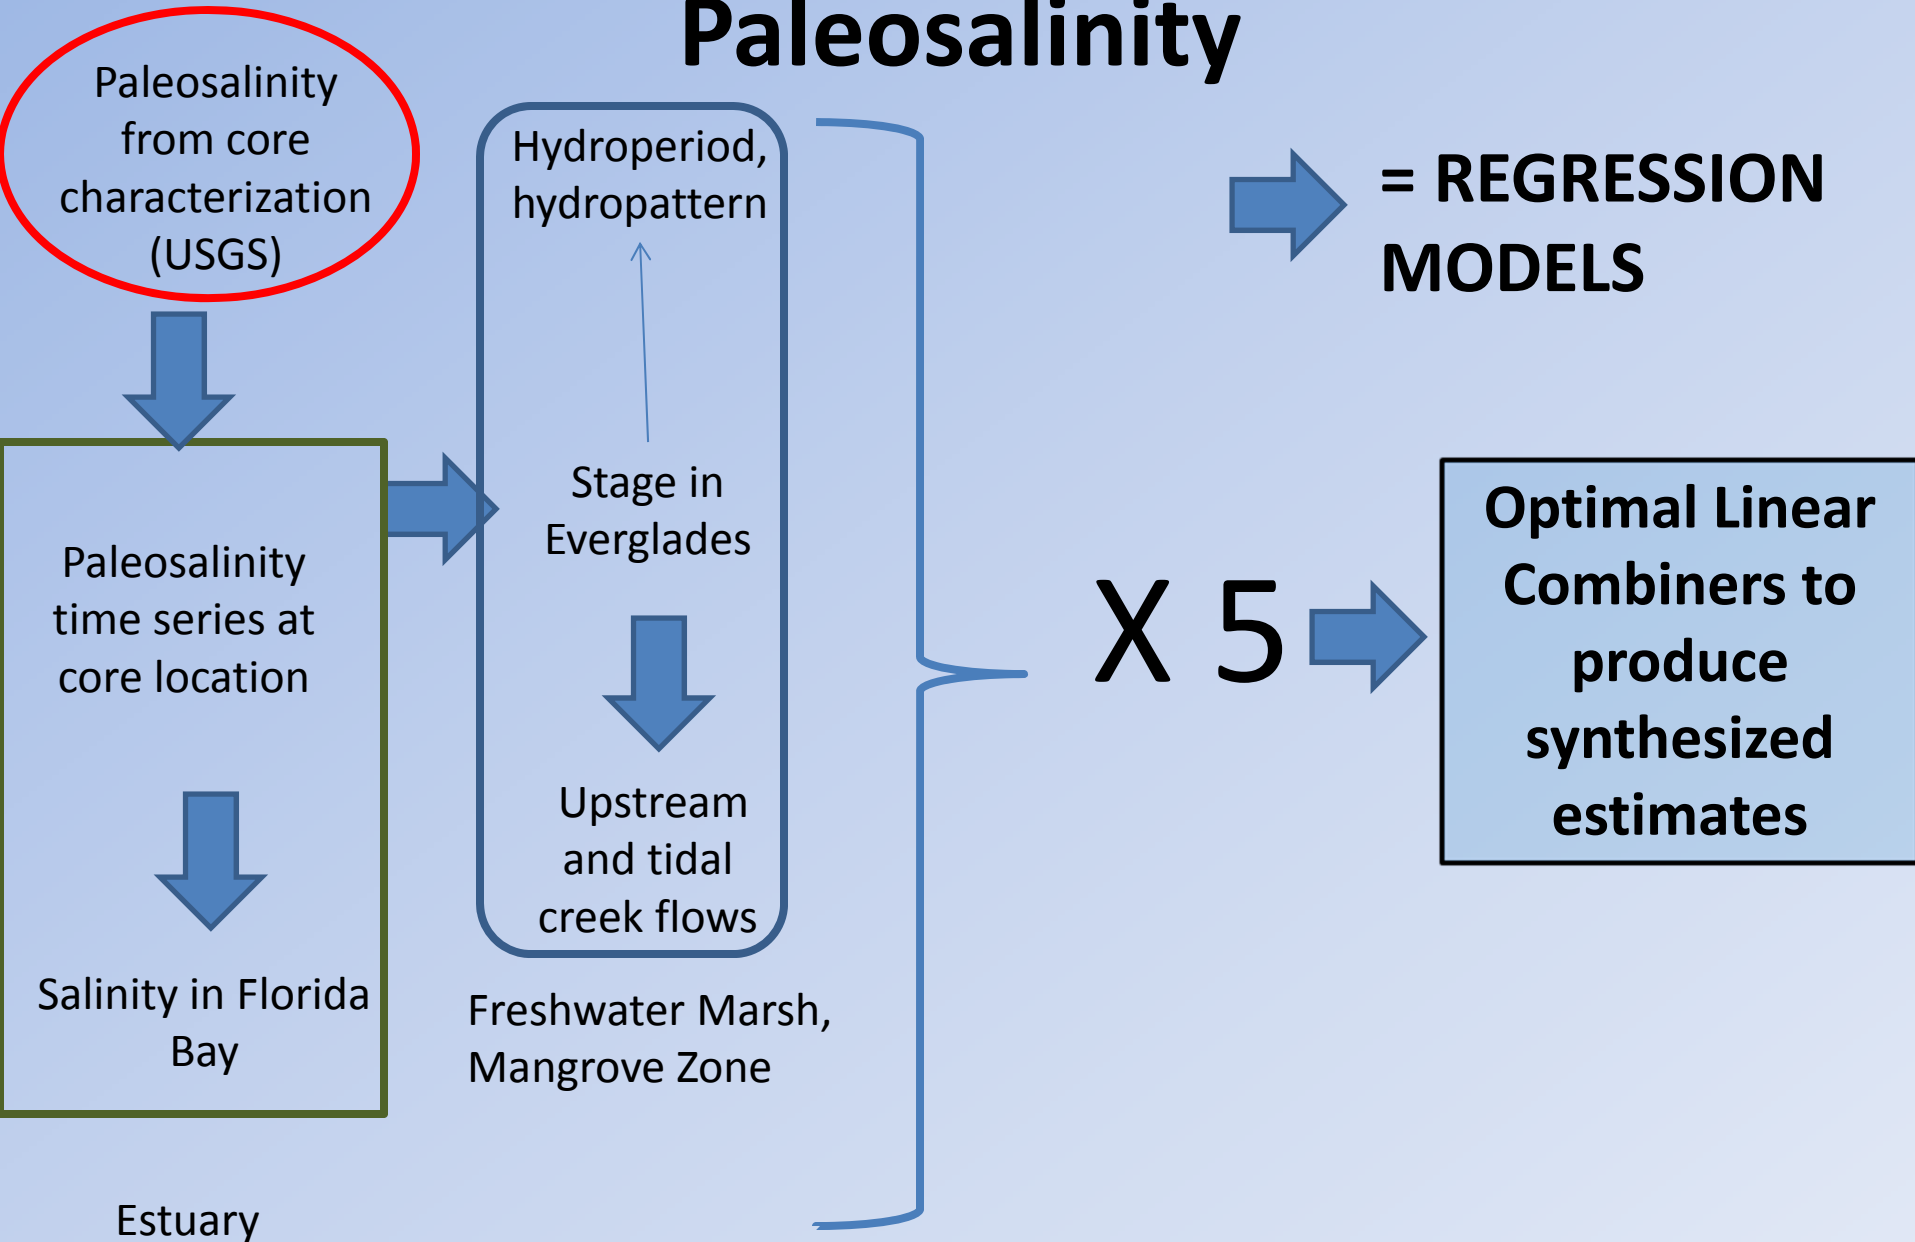 Paleosalinity
Paleosalinity
from core
characterization
(USGS)
Hydroperiod,
hydropattern
= REGRESSION
MODELS
Paleosalinity
time series at
core location
Salinity in Florida
Bay
Estuary
Stage in
Everglades
Upstream
and tidal
creek flows
Freshwater Marsh,
Mangrove Zone
X 5
Optimal Linear
Combiners to
produce
synthesized
estimates